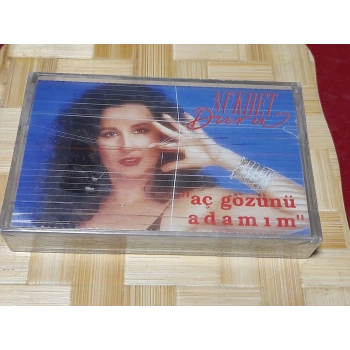 NÜKHET
Duru
"aç gözünü
adamım"